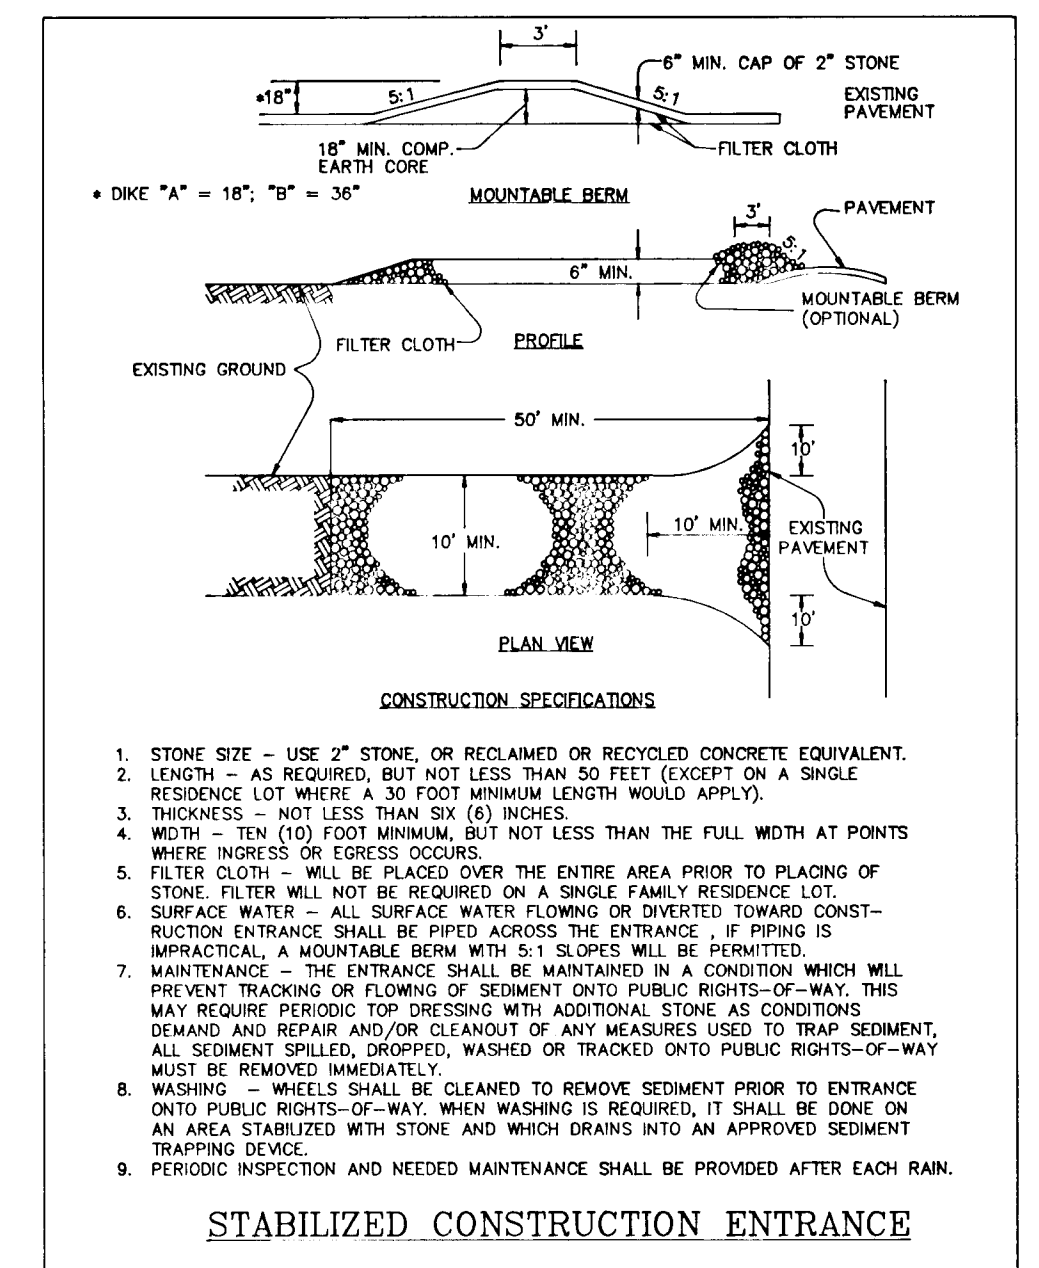 3'
6" MIN. CAP OF 2" STONE
*18"
5:1
5:1
EXISTING
PAVEMENT
18" MIN. COMP.
EARTH CORE
FILTER CLOTH
* DIKE "A" = 18"; "B" = 36"
MOUNTABLE BERM
3'
PAVEMENT
5:1
6" MIN.
MOUNTABLE BERM
(OPTIONAL)
FILTER CLOTH
PROFILE
EXISTING GROUND
50' MIN.
10'
10' MIN.
10' MIN.
EXISTING
PAVEMENT
10'
PLAN VIEW
CONSTRUCTION SPECIFICATIONS
1. STONE SIZE - USE 2" STONE, OR RECLAIMED OR RECYCLED CONCRETE EQUIVALENT.
2. LENGTH - AS REQUIRED, BUT NOT LESS THAN 50 FEET (EXCEPT ON A SINGLE
RESIDENCE LOT WHERE A 30 FOOT MINIMUM LENGTH WOULD APPLY).
3. THICKNESS - NOT LESS THAN SIX (6) INCHES.
4. WIDTH - TEN (10) FOOT MINIMUM, BUT NOT LESS THAN THE FULL WIDTH AT POINTS
WHERE INGRESS OR EGRESS OCCURS.
5. FILTER CLOTH - WILL BE PLACED OVER THE ENTIRE AREA PRIOR TO PLACING OF
STONE. FILTER WILL NOT BE REQUIRED ON A SINGLE FAMILY RESIDENCE LOT.
6. SURFACE WATER - ALL SURFACE WATER FLOWING OR DIVERTED TOWARD CONST-
RUCTION ENTRANCE SHALL BE PIPED ACROSS THE ENTRANCE , IF PIPING IS
IMPRACTICAL, A MOUNTABLE BERM WITH 5:1 SLOPES WILL BE PERMITTED.
7. MAINTENANCE - THE ENTRANCE SHALL BE MAINTAINED IN A CONDITION WHICH WILL
PREVENT TRACKING OR FLOWING OF SEDIMENT ONTO PUBLIC RIGHTS-OF-WAY. THIS
MAY REQUIRE PERIODIC TOP DRESSING WITH ADDITIONAL STONE AS CONDITIONS
DEMAND AND REPAIR AND/OR CLEANOUT OF ANY MEASURES USED TO TRAP SEDIMENT,
ALL SEDIMENT SPILLED, DROPPED, WASHED OR TRACKED ONTO PUBLIC RIGHTS-OF-WAY
MUST BE REMOVED IMMEDIATELY.
8. WASHING - WHEELS SHALL BE CLEANED TO REMOVE SEDIMENT PRIOR TO ENTRANCE
ONTO PUBLIC RIGHTS-OF-WAY. WHEN WASHING IS REQUIRED, IT SHALL BE DONE ON
AN AREA STABILIZED WITH STONE AND WHICH DRAINS INTO AN APPROVED SEDIMENT
TRAPPING DEVICE.
9. PERIODIC INSPECTION AND NEEDED MAINTENANCE SHALL BE PROVIDED AFTER EACH RAIN.
STABILIZED CONSTRUCTION ENTRANCE